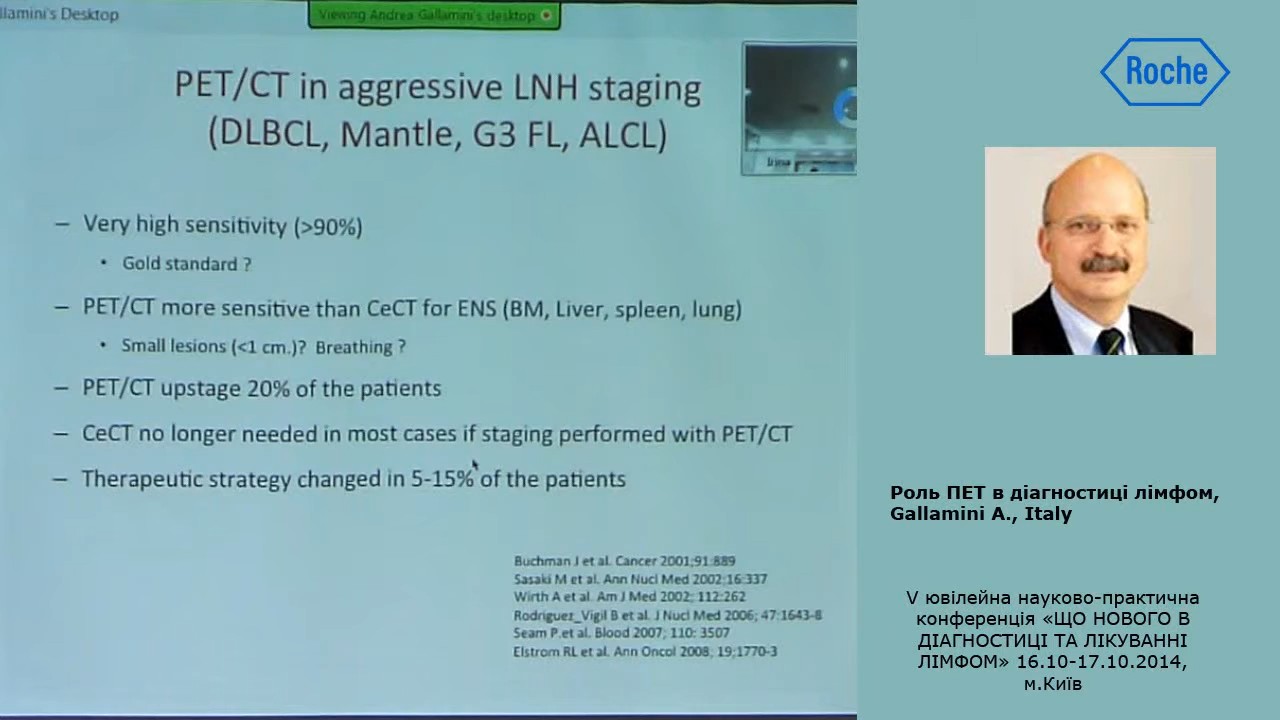 llamini's Desktop
Viewing Andrea Gallamini's desktop
PET/CT in aggressive LNH staging
(DLBCL, Mantle, G3 FL, ALCL)
Irina
– Very high sensitivity (>90%)
• Gold standard ?
– PET/CT more sensitive than CeCT for ENS (BM, Liver, spleen, lung)
• Small lesions (<1 cm.)? Breathing ?
– PET/CT upstage 20% of the patients
– CeCT no longer needed in most cases if staging performed with PET/CT
– Therapeutic strategy changed in 5-15% of the patients
Buchman J et al. Cancer 2001;91:889
Sasaki M et al. Ann Nucl Med 2002;16:337
Wirth A et al. Am J Med 2002; 112:262
Rodriguez_Vigil B et al. J Nucl Med 2006; 47:1643-8
Seam P.et al. Blood 2007; 110: 3507
Elstrom RL et al. Ann Oncol 2008; 19;1770-3
Roche
Роль ПЕТ в діагностиці лімфом,
Gallamini A., Italy
V ювілейна науково-практична
конференція «ЩО НОВОГО В
ДІАГНОСТИЦІ ТА ЛІКУВАННІ
ЛІМФОМ» 16.10-17.10.2014,
м.Київ